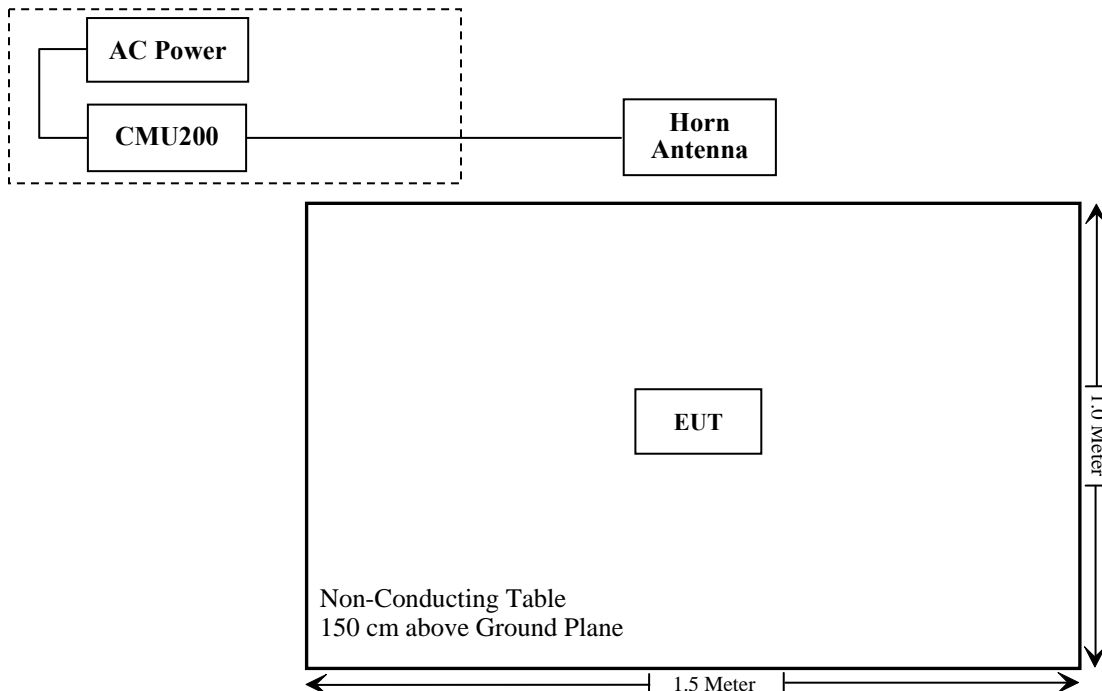 AC Power
CMU200
Horn
Antenna
EUT
1.0 Meter
Non-Conducting Table
150 cm above Ground Plane
1.5 Meter